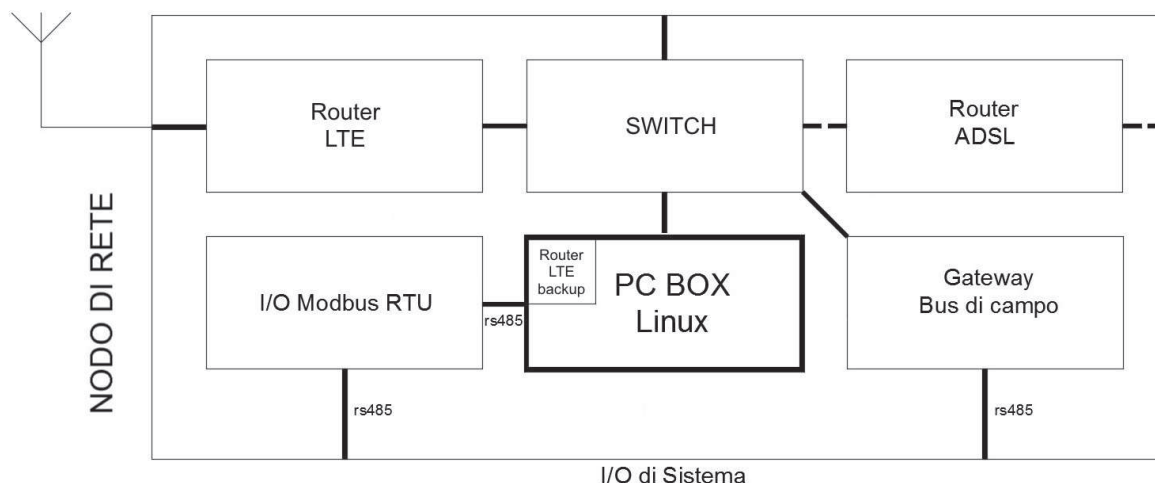 NODO DI RETE
Router
LTE
SWITCH
Router
ADSL
I/O Modbus RTU
rs485
Router
LTE
backup
PC BOX
Linux
Gateway
Bus di campo
rs485
rs485
I/O di Sistema